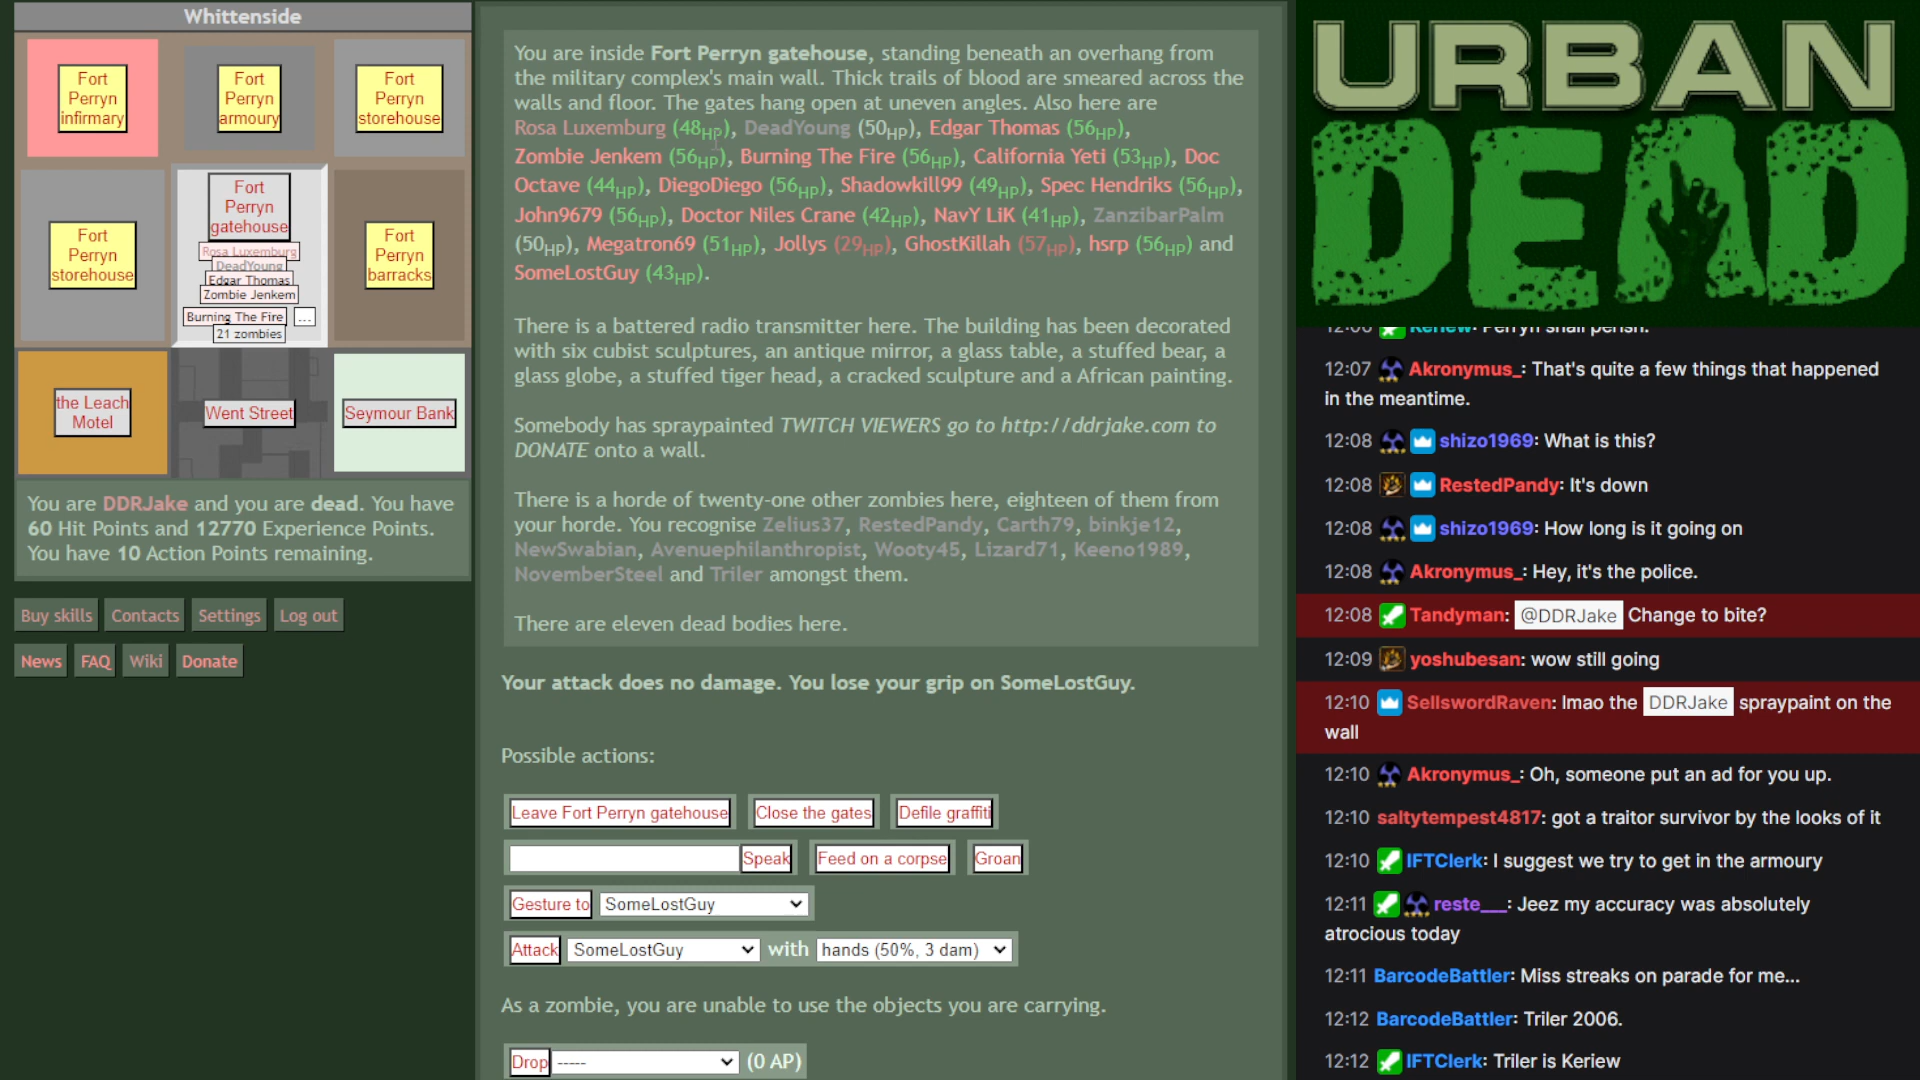 Whittenside
Fort
Perryn
infirmary
Fort
Perryn
armoury
Fort
Perryn
storehouse
Fort
Perryn
storehouse
Fort
Perryn
gatehouse
Rosa Luxemburg
DeadYoung
Edgar Thomas
Zombie Jenkem
Burning The Fire
...
21 zombies
Fort
Perryn
barracks
the Leach
Motel
Went Street
Seymour Bank
You are DDRJake and you are dead. You have
60 Hit Points and 12770 Experience Points.
You have 10 Action Points remaining.
Buy skills
Contacts
Settings
Log out
News
FAQ
Wiki
Donate
You are inside Fort Perryn gatehouse, standing beneath an overhang from
the military complex's main wall. Thick trails of blood are smeared across the
walls and floor. The gates hang open at uneven angles. Also here are
Rosa Luxemburg (48HP), DeadYoung (50HP), Edgar Thomas (56HP),
Zombie Jenkem (56HP), Burning The Fire (56HP), California Yeti (53HP), Doc
Octave (44HP), DiegoDiego (56HP), Shadowkill99 (49HP), Spec Hendriks (56HP),
John9679 (56HP), Doctor Niles Crane (42HP), NavY LiK (41HP), ZanzibarPalm
(50HP), Megatron69 (51HP), Jollys (29HP), GhostKillah (57HP), hsrp (56HP) and
SomeLostGuy (43HP).
There is a battered radio transmitter here. The building has been decorated
with six cubist sculptures, an antique mirror, a glass table, a stuffed bear, a
glass globe, a stuffed tiger head, a cracked sculpture and a African painting.
Somebody has spraypainted TWITCH VIEWERS go to http://ddrjake.com to
DONATE onto a wall.
There is a horde of twenty-one other zombies here, eighteen of them from
your horde. You recognise Zelius37, RestedPandy, Carth79, binkje12,
NewSwabian, Avenuephilanthropist, Wooty45, Lizard71, Keeno1989,
NovemberSteel and Triler amongst them.
There are eleven dead bodies here.
Your attack does no damage. You lose your grip on SomeLostGuy.
Possible actions:
Leave Fort Perryn gatehouse
Close the gates
Defile graffiti
Speak
Feed on a corpse
Groan
Gesture to SomeLostGuy
Attack SomeLostGuy with hands (50%, 3 dam)
As a zombie, you are unable to use the objects you are carrying.
Drop ----- (0 AP)
URBAN
DEAD
12:06 Keriew: Perryn shall perish.
12:07 Akronymus_: That's quite a few things that happened
in the meantime.
12:08 shizo1969: What is this?
12:08 RestedPandy: It's down
12:08 shizo1969: How long is it going on
12:08 Akronymus_: Hey, it's the police.
12:08 Tandyman: @DDRJake Change to bite?
12:09 yoshubesan: wow still going
12:10 SellswordRaven: lmao the DDRJake spraypaint on the
wall
12:10 Akronymus_: Oh, someone put an ad for you up.
12:10 saltytempest4817: got a traitor survivor by the looks of it
12:10 IFTClerk: I suggest we try to get in the armoury
12:11 reste___: Jeez my accuracy was absolutely
atrocious today
12:11 BarcodeBattler: Miss streaks on parade for me...
12:12 BarcodeBattler: Triler 2006.
12:12 IFTClerk: Triler is Keriew